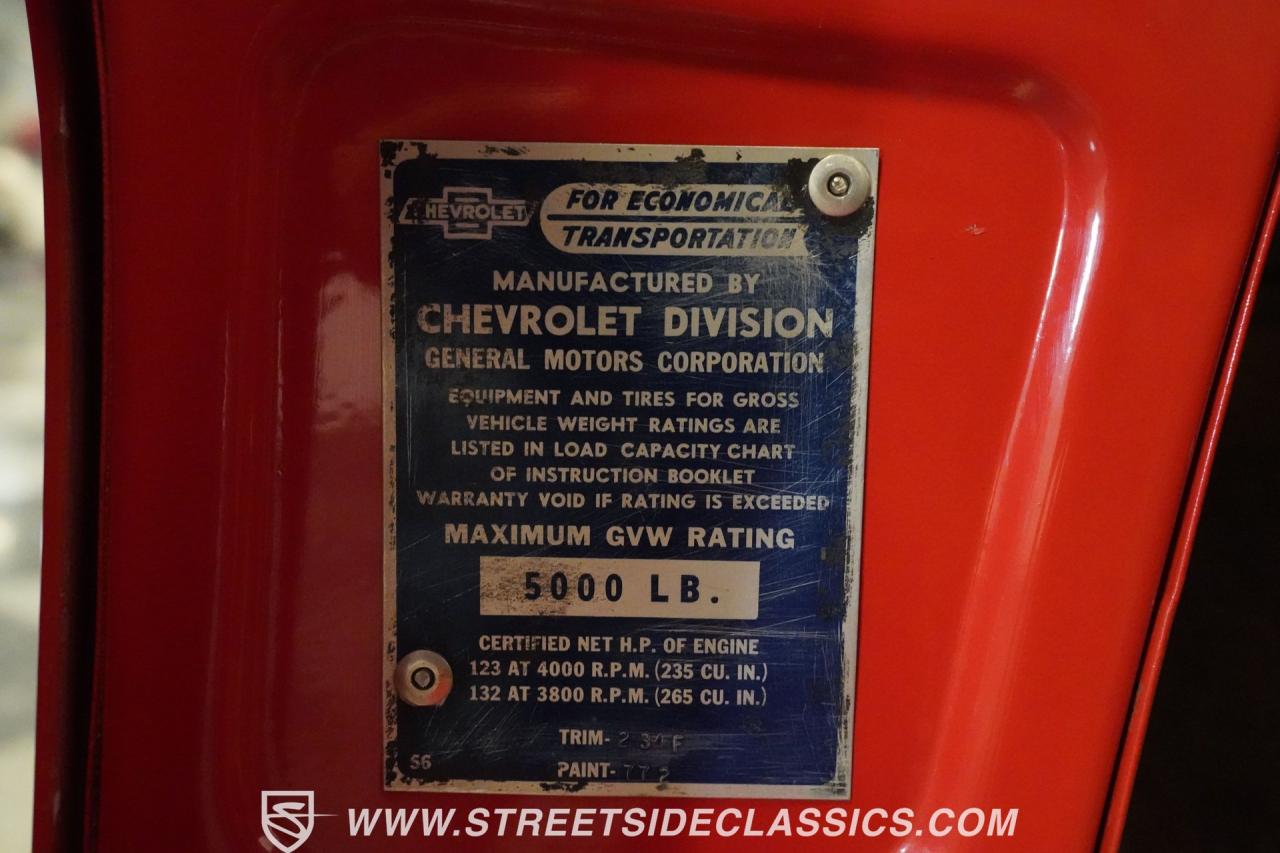 CHEVROLET
FOR ECONOMICAL
TRANSPORTATION
MANUFACTURED BY
CHEVROLET DIVISION
GENERAL MOTORS CORPORATION
EQUIPMENT AND TIRES FOR GROSS
VEHICLE WEIGHT RATINGS ARE
LISTED IN LOAD CAPACITY CHART
OF INSTRUCTION BOOKLET
WARRANTY VOID IF RATING IS EXCEEDED
MAXIMUM GVW RATING
5000 LB.
CERTIFIED NET H.P. OF ENGINE
123 AT 4000 R.P.M. (235 CU. IN.)
132 AT 3800 R.P.M. (265 CU. IN.)
TRIM-
S6
PAINT-
WWW.STREETSIDECLASSICS.COM